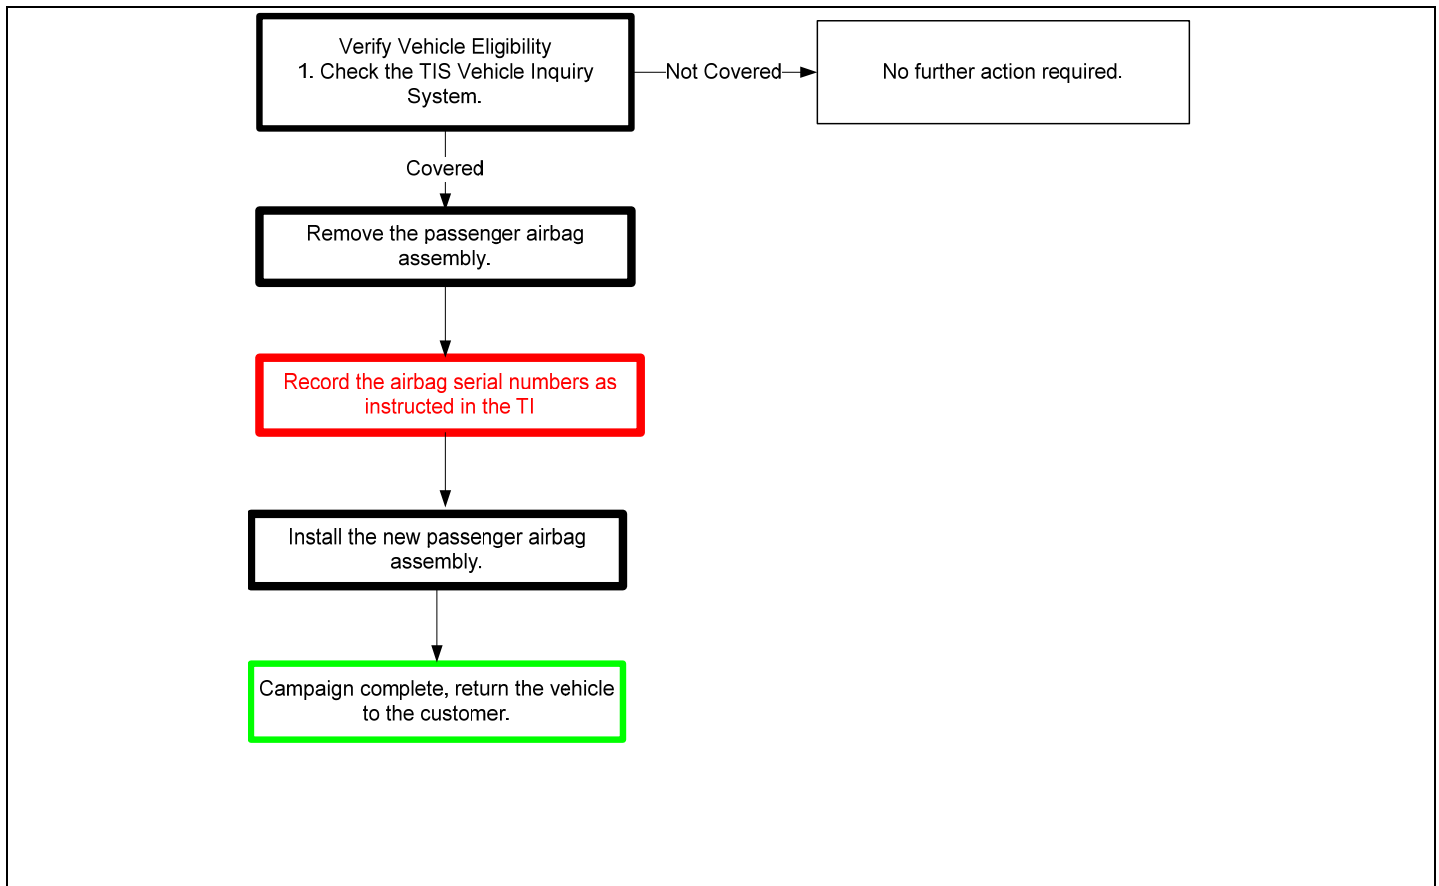 Verify Vehicle Eligibility
1. Check the TIS Vehicle Inquiry
System.
Not Covered
No further action required.
Covered
Remove the passenger airbag
assembly.
Record the airbag serial numbers as
instructed in the TI
Install the new passenger airbag
assembly.
Campaign complete, return the vehicle
to the customer.